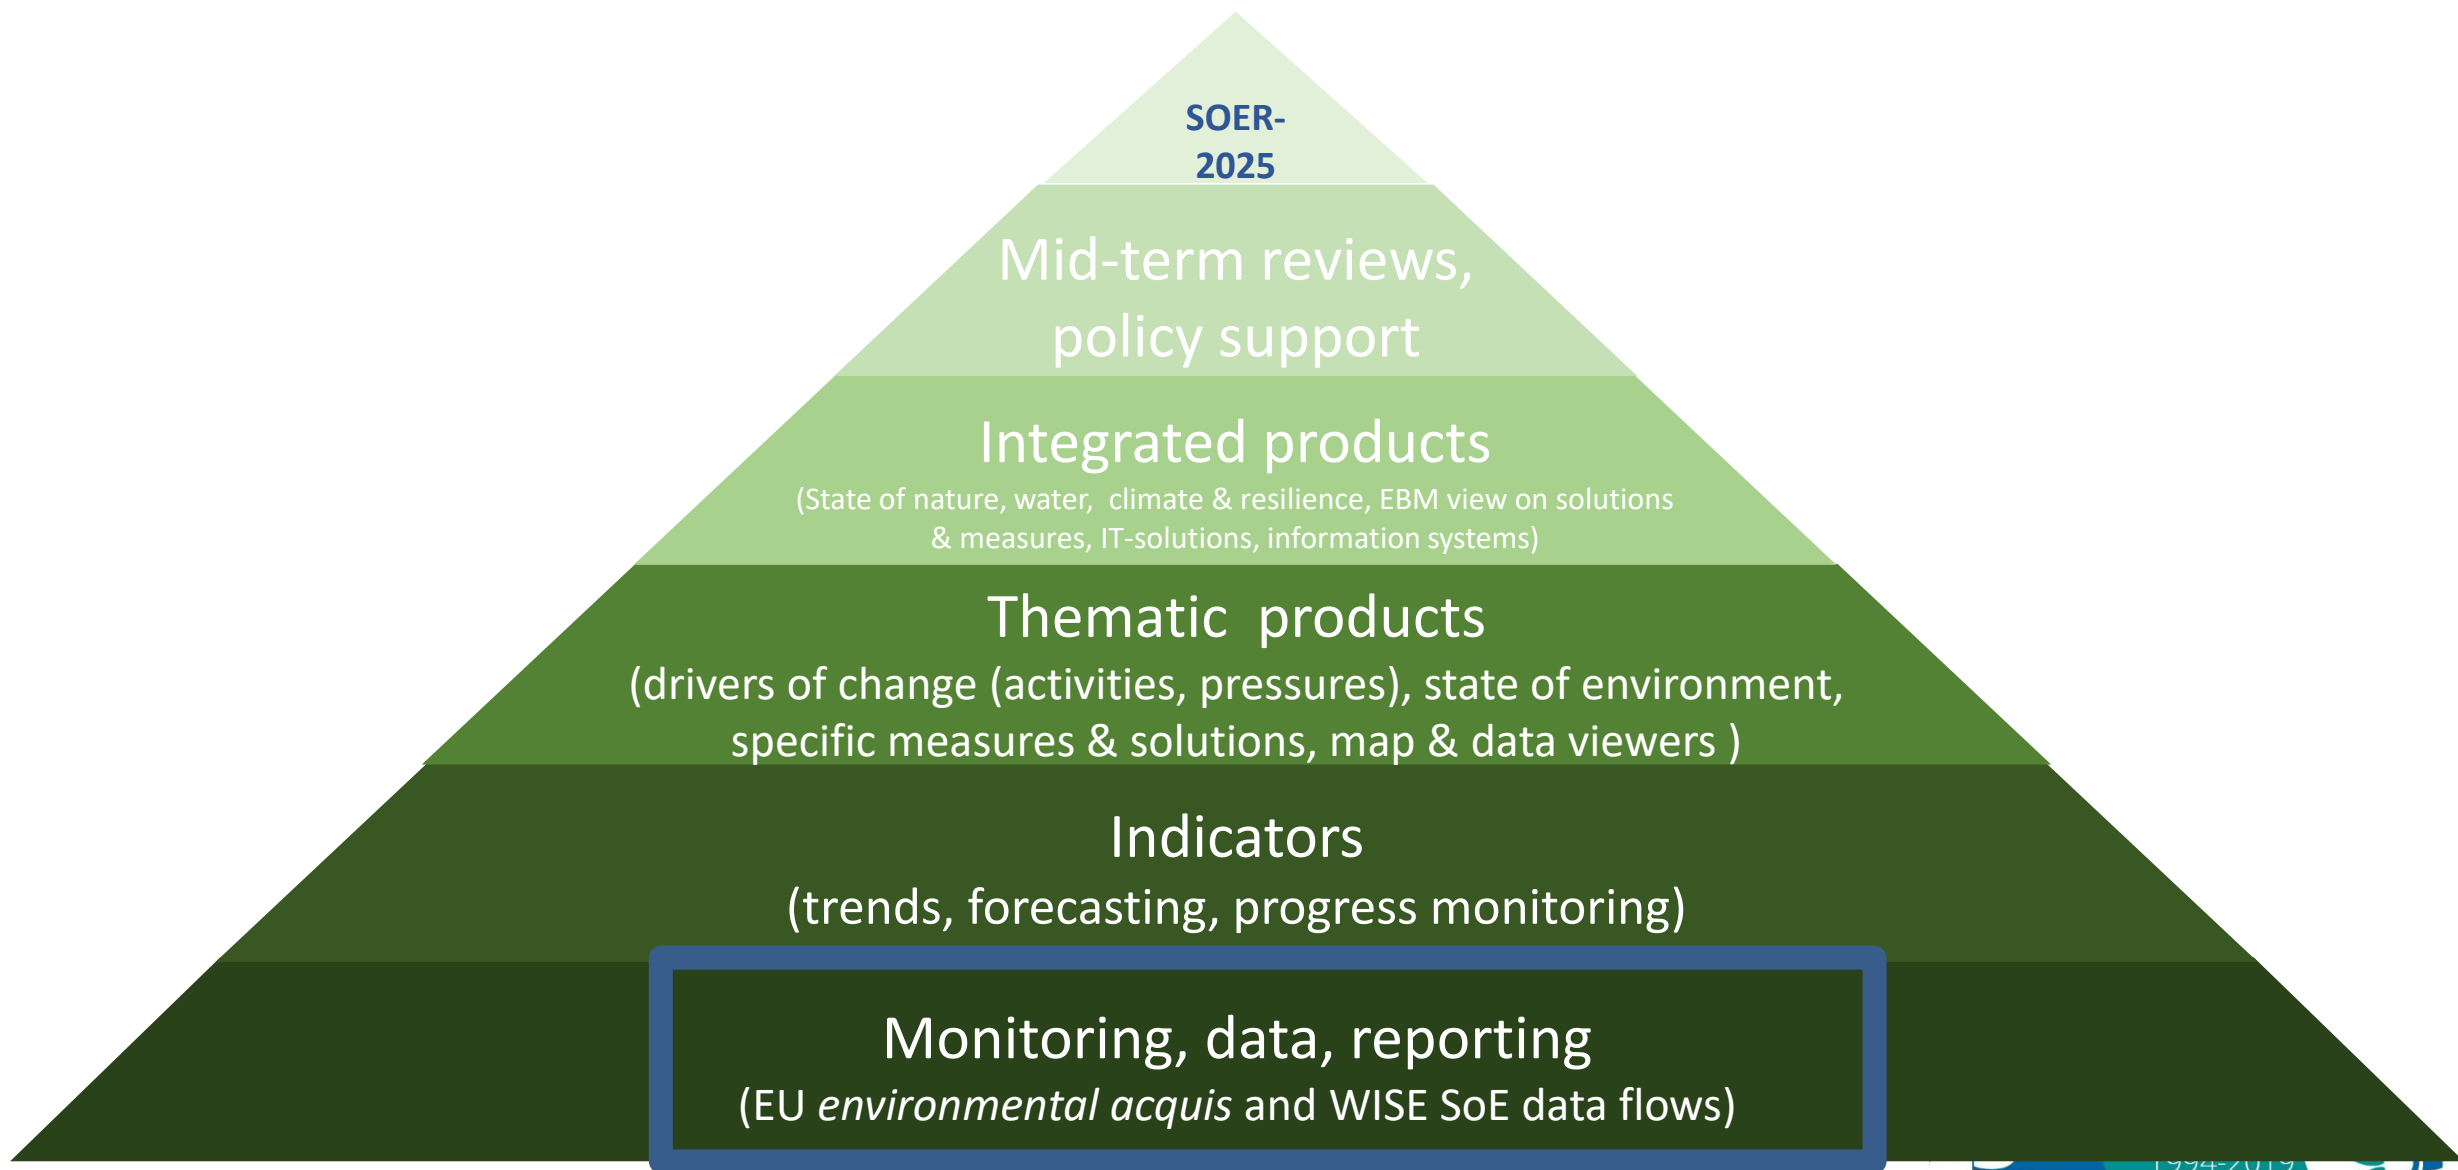 SOER-
2025
Mid-term reviews,
policy support
Integrated products
(State of nature, water,  climate & resilience, EBM view on solutions
& measures, IT-solutions, information systems)
Thematic  products
(drivers of change (activities, pressures), state of environment,
specific measures & solutions, map & data viewers )
Indicators
(trends, forecasting, progress monitoring)
Monitoring, data, reporting
(EU environmental acquis and WISE SoE data flows)
1994-2019